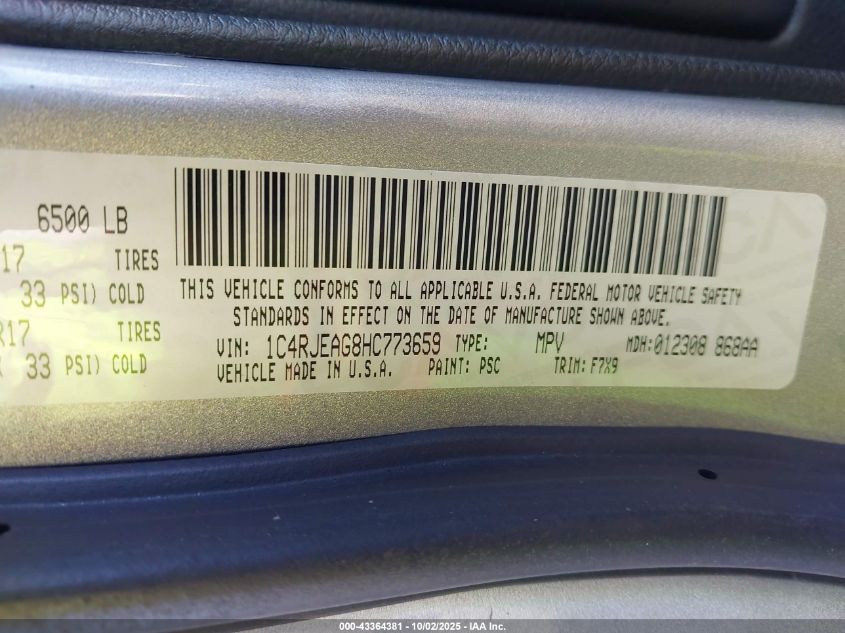 6500 LB
17 TIRES
33 PSI) COLD
R17 TIRES
33 PSI) COLD
THIS VEHICLE CONFORMS TO ALL APPLICABLE U.S.A. FEDERAL MOTOR VEHICLE SAFETY
STANDARDS IN EFFECT ON THE DATE OF MANUFACTURE SHOWN ABOVE.
VIN: 1C4RJEAG8HC773659 TYPE: MPV MDH:012308 868AA
VEHICLE MADE IN U.S.A. PAINT: PSC TRIM: F7X9
000-43364381 - 10/02/2025 - IAA Inc.